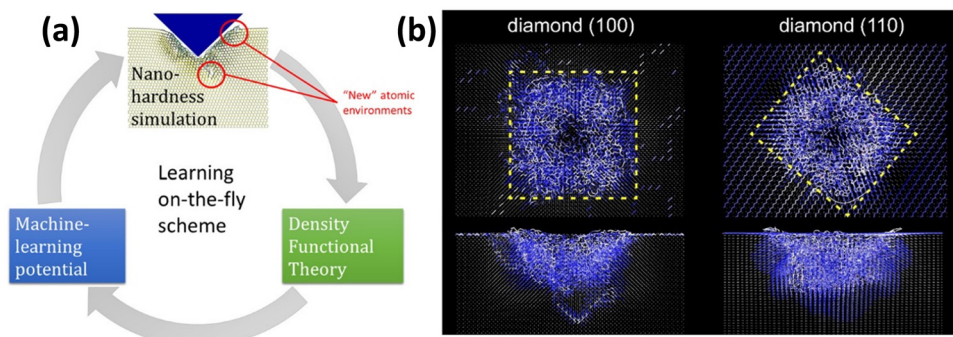 (a)
Nano-
hardness
simulation
"New" atomic
environments
Learning
on-the-fly
scheme
Machine-
learning
potential
Density
Functional
Theory
(b)
diamond (100)
diamond (110)